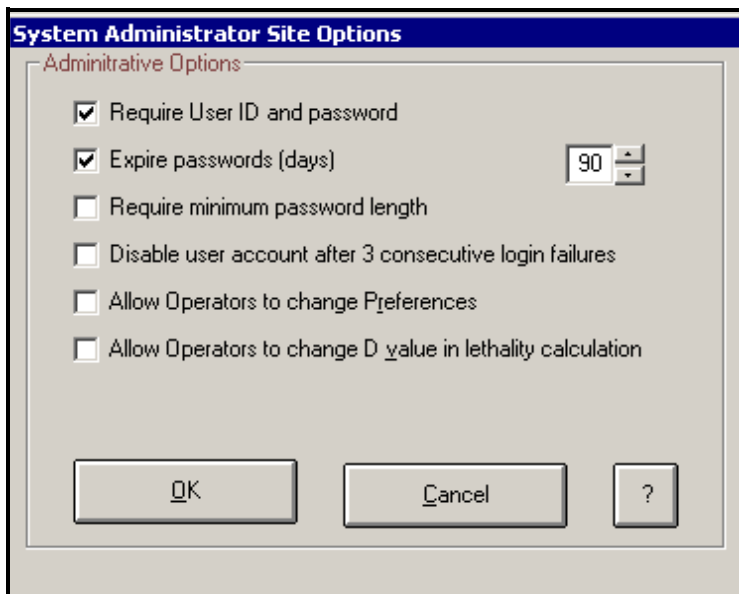 System Administrator Site Options
Adminitrative Options
Require User ID and password
Expire passwords (days) 90
Require minimum password length
Disable user account after 3 consecutive login failures
Allow Operators to change Preferences
Allow Operators to change D value in lethality calculation
OK Cancel ?